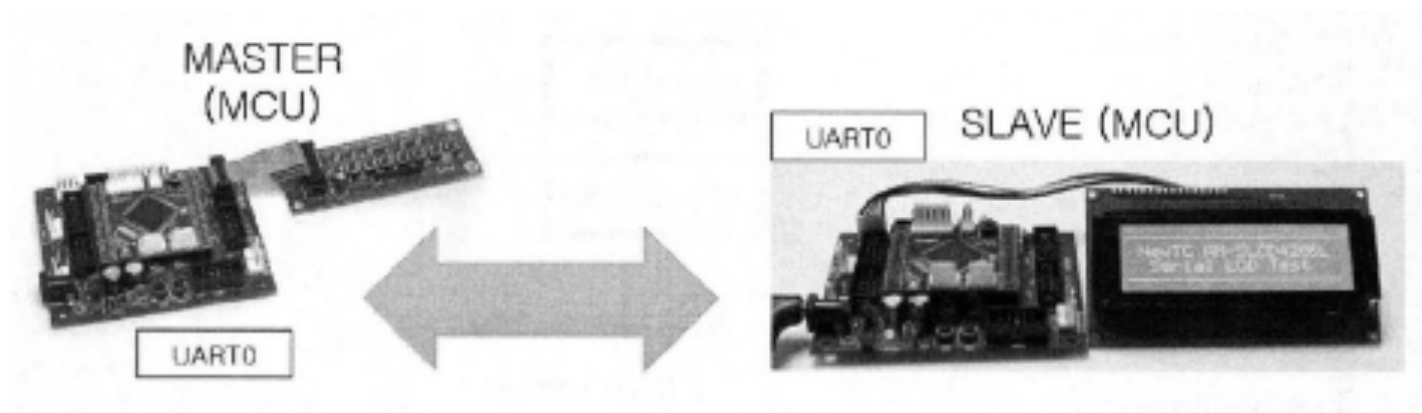 MASTER
(MCU)
UART0
UART0
SLAVE (MCU)
Serial LCD Test